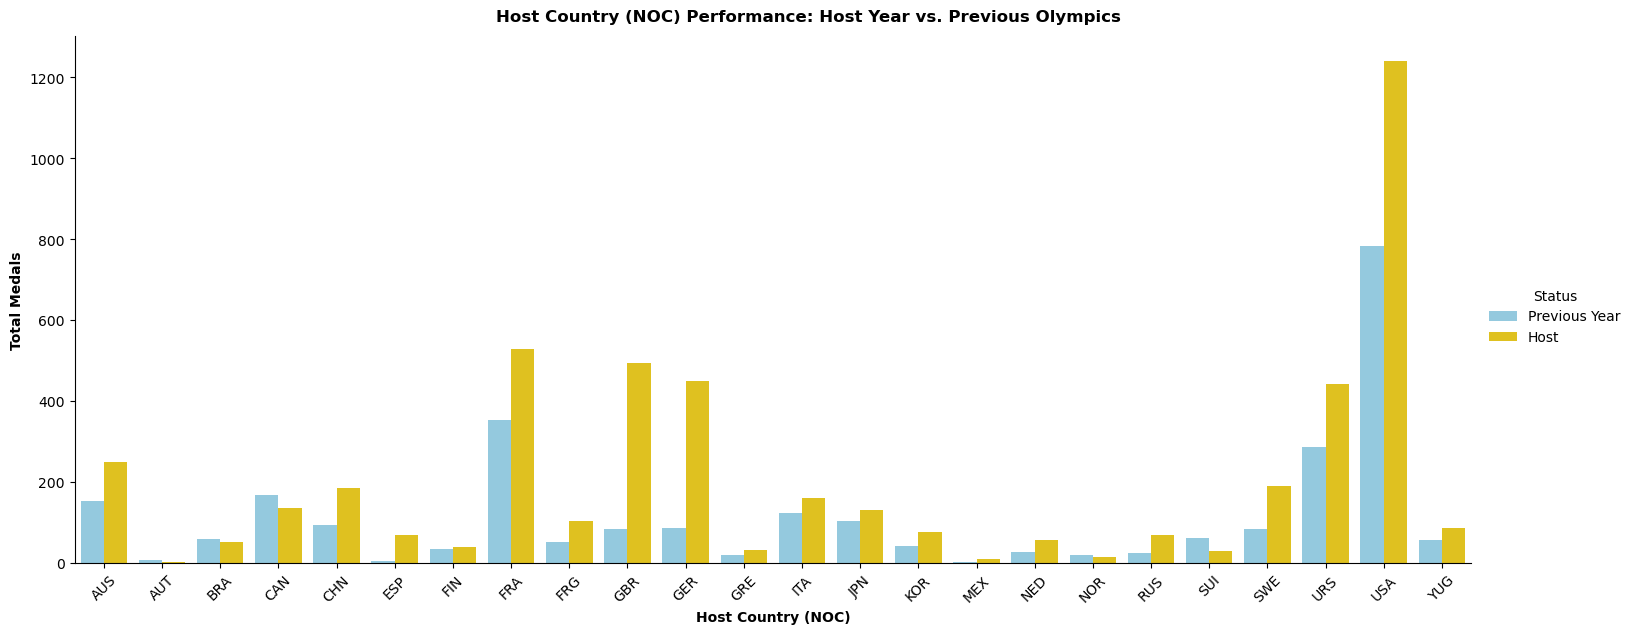 Host Country (NOC) Performance: Host Year vs. Previous Olympics
Total Medals
1200
1000
800
600
400
200
0
AUS
AUT
BRA
CAN
CHN
ESP
FIN
FRA
FRG
GBR
GER
GRE
ITA
JPN
KOR
MEX
NED
NOR
RUS
SUI
SWE
URS
USA
YUG
Host Country (NOC)
Status
Previous Year
Host